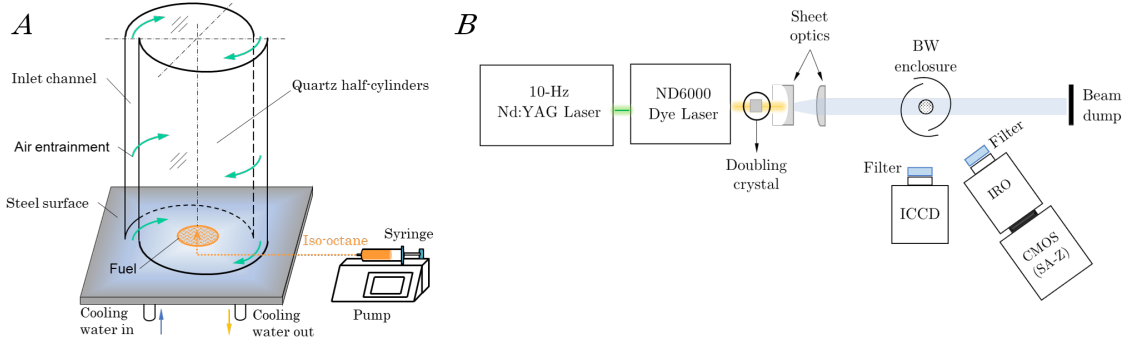 A
Inlet channel
Quartz half-cylinders
Air entrainment
Steel surface
Iso-octane
Syringe
Fuel
Cooling
water in
Cooling
water out
Pump
B
Sheet
optics
BW
enclosure
10-Hz
Nd:YAG Laser
ND6000
Dye Laser
Beam
dump
Doubling
crystal
Filter
Filter
ICCD
IRO
CMOS
(SA-Z)